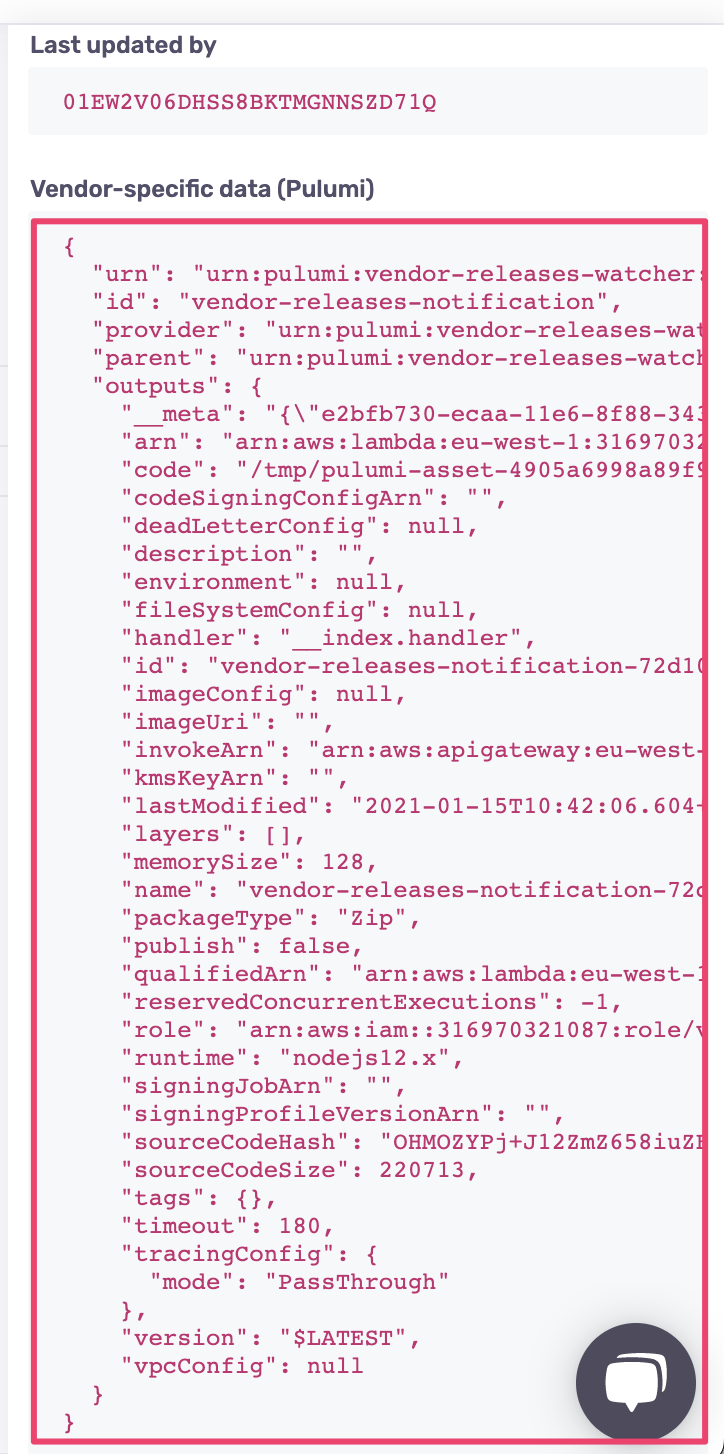 Last updated by
01EW2V06DHSS8BKTMGNNSZD71Q
Vendor-specific data (Pulumi)
{
"urn": "urn:pulumi:vendor-releases-watcher:
"id": "vendor-releases-notification",
"provider": "urn:pulumi:vendor-releases-wat
"parent": "urn:pulumi:vendor-releases-watch
"outputs": {
"__meta": "{\"e2bfb730-ecaa-11e6-8f88-343
"arn": "arn:aws:lambda:eu-west-1:31697032
"code": "/tmp/pulumi-asset-4905a6998a89f9
"codeSigningConfigArn": "",
"deadLetterConfig": null,
"description": "",
"environment": null,
"fileSystemConfig": null,
"handler": "__index.handler",
"id": "vendor-releases-notification-72d10
"imageConfig": null,
"imageUri": "",
"invokeArn": "arn:aws:apigateway:eu-west-
"kmsKeyArn": "",
"lastModified": "2021-01-15T10:42:06.604+
"layers": [],
"memorySize": 128,
"name": "vendor-releases-notification-72d
"packageType": "Zip",
"publish": false,
"qualifiedArn": "arn:aws:lambda:eu-west-1
"reservedConcurrentExecutions": -1,
"role": "arn:aws:iam::316970321087:role/v
"runtime": "nodejs12.x",
"signingJobArn": "",
"signingProfileVersionArn": "",
"sourceCodeHash": "OHMOZYPj+J12ZmZ658iuZE
"sourceCodeSize": 220713,
"tags": {},
"timeout": 180,
"tracingConfig": {
"mode": "PassThrough"
},
"version": "$LATEST",
"vpcConfig": null
}
}